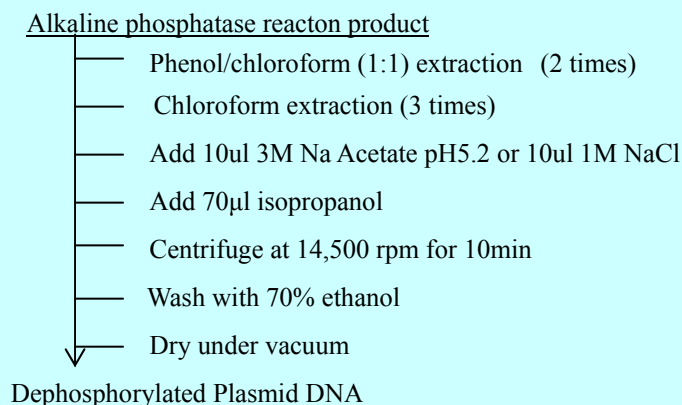 Alkaline phosphatase reacton product
Phenol/chloroform (1:1) extraction (2 times)
Chloroform extraction (3 times)
Add 10ul 3M Na Acetate pH5.2 or 10ul 1M NaCl
Add 70μl isopropanol
Centrifuge at 14,500 rpm for 10min
Wash with 70% ethanol
Dry under vacuum
Dephosphorylated Plasmid DNA